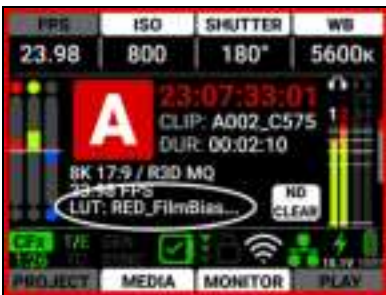 FPS ISO SHUTTER WB
23.98 800 180° 5600K
A
23:07:33:01
CLIP: A002_C575
DUR: 00:02:10
8K 17:9 / R3D MQ
23.98 FPS
LUT: RED_FilmBias...
ND
CLEAR
CFX T/E
PROJECT MEDIA MONITOR PLAY